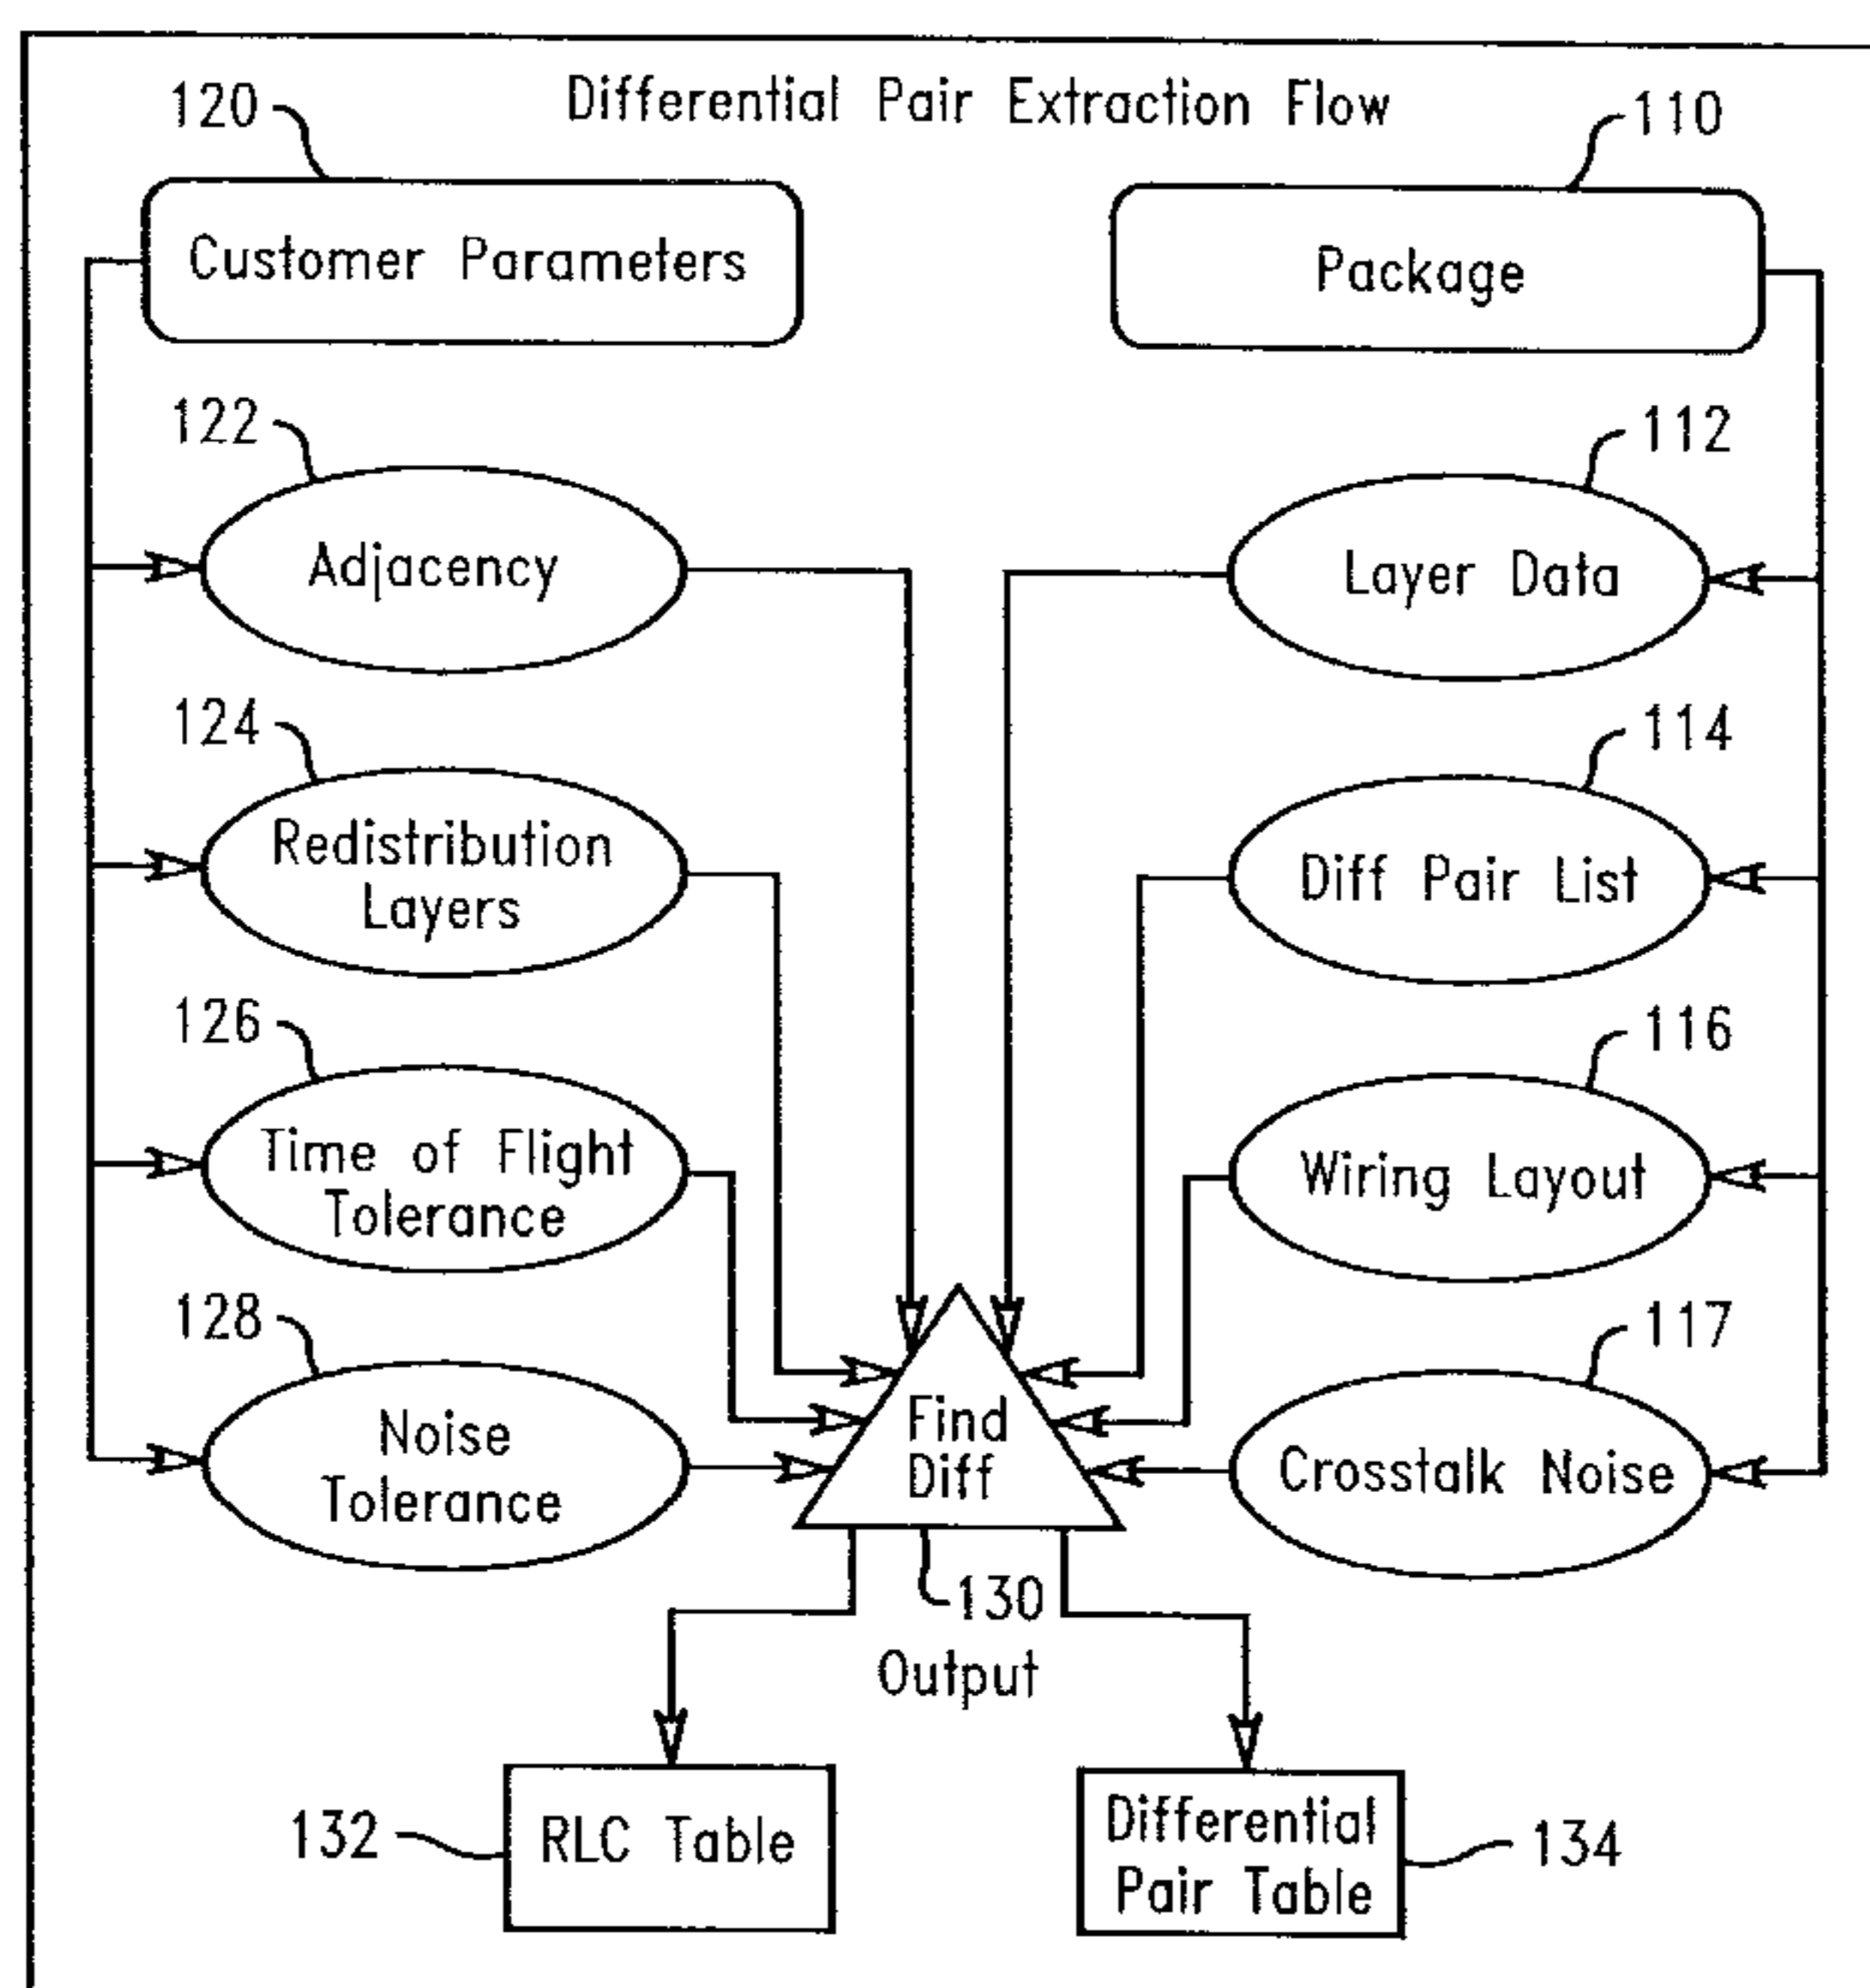 Differential Pair Extraction Flow
120
110
Customer Parameters
Package
122
112
Adjacency
Layer Data
124
114
Redistribution
Layers
Diff Pair List
126
116
Time of Flight
Tolerance
Wiring Layout
128
117
Noise
Tolerance
Find
Diff
Crosstalk Noise
130
Output
132
RLC Table
Differential
Pair Table
134